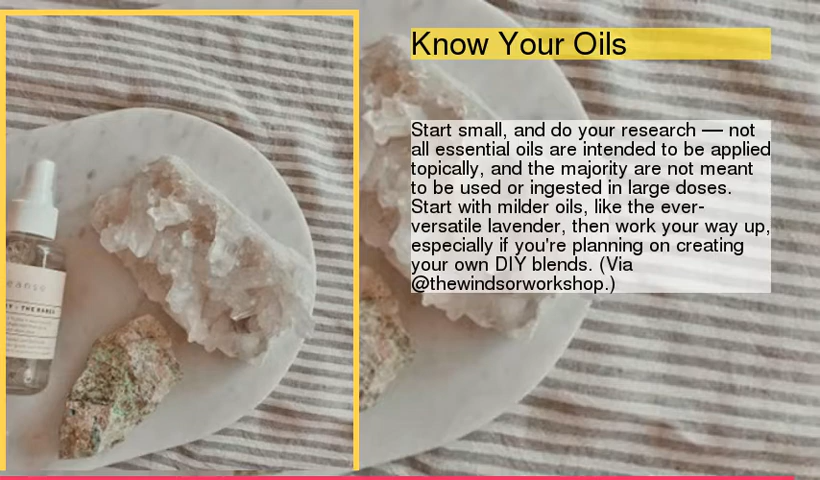 Know Your Oils
Start small, and do your research — not
all essential oils are intended to be applied
topically, and the majority are not meant
to be used or ingested in large doses.
Start with milder oils, like the ever-
versatile lavender, then work your way up,
especially if you're planning on creating
your own DIY blends. (Via
@thewindsorworkshop.)